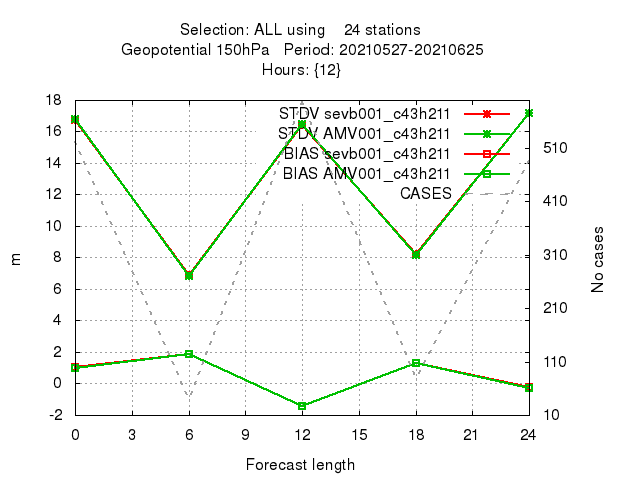 Selection: ALL using 24 stations
Geopotential 150hPa Period: 20210527-20210625
Hours: {12}
STDV sevb001_c43h211
STDV AMV001_c43h211
BIAS sevb001_c43h211
BIAS AMV001_c43h211
CASES
18
16
14
12
10
8
6
4
2
0
-2
m
510
410
310
210
110
10
No cases
0 3 6 9 12 15 18 21 24
Forecast length